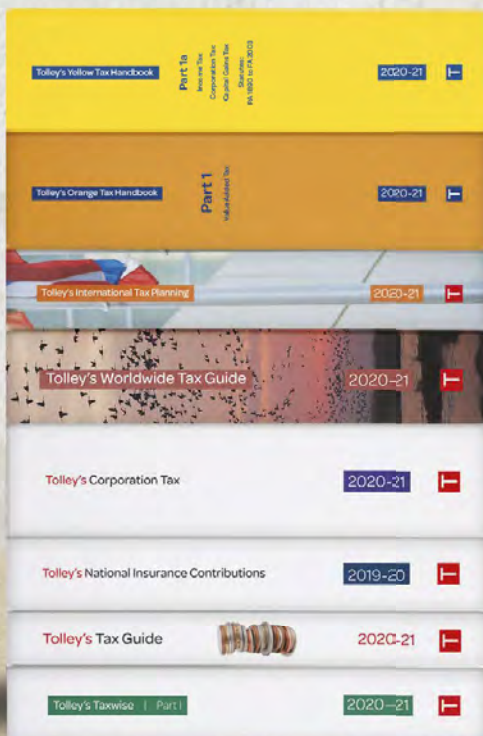 Tolley's Yellow Tax Handbook
Part 1a
Income Tax
Corporation Tax
Capital Gains Tax
Statutes:
2020-21
T
Tolley's Orange Tax Handbook
Part 1
Value Added Tax
2020-21
T
Tolley's International Tax Planning
2020-21
T
Tolley's Worldwide Tax Guide
2020-21
T
Tolley's Corporation Tax
2020-21
T
Tolley's National Insurance Contributions
2019-20
T
Tolley's Tax Guide
2020-21
T
Tolley's Taxwise | Part I
2020—21
T